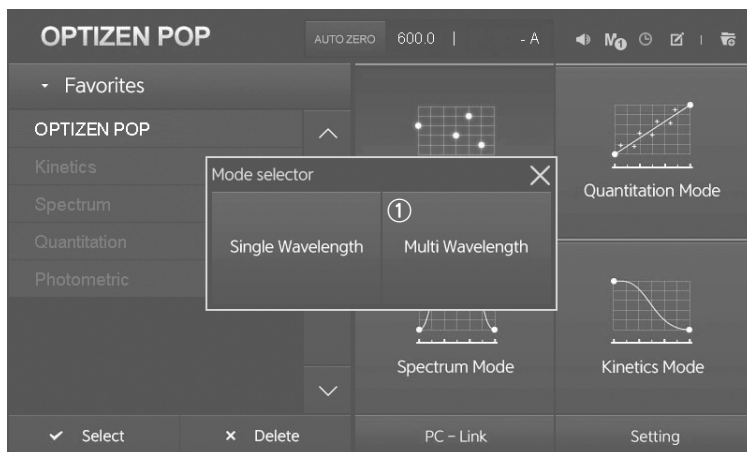 OPTIZEN POP
AUTO ZERO 600.0 | - A
M1
Favorites
OPTIZEN POP
Kinetics
Spectrum
Quantitation
Photometric
Mode selector
Single Wavelength
① Multi Wavelength
Quantitation Mode
Spectrum Mode
Kinetics Mode
Select
Delete
PC – Link
Setting